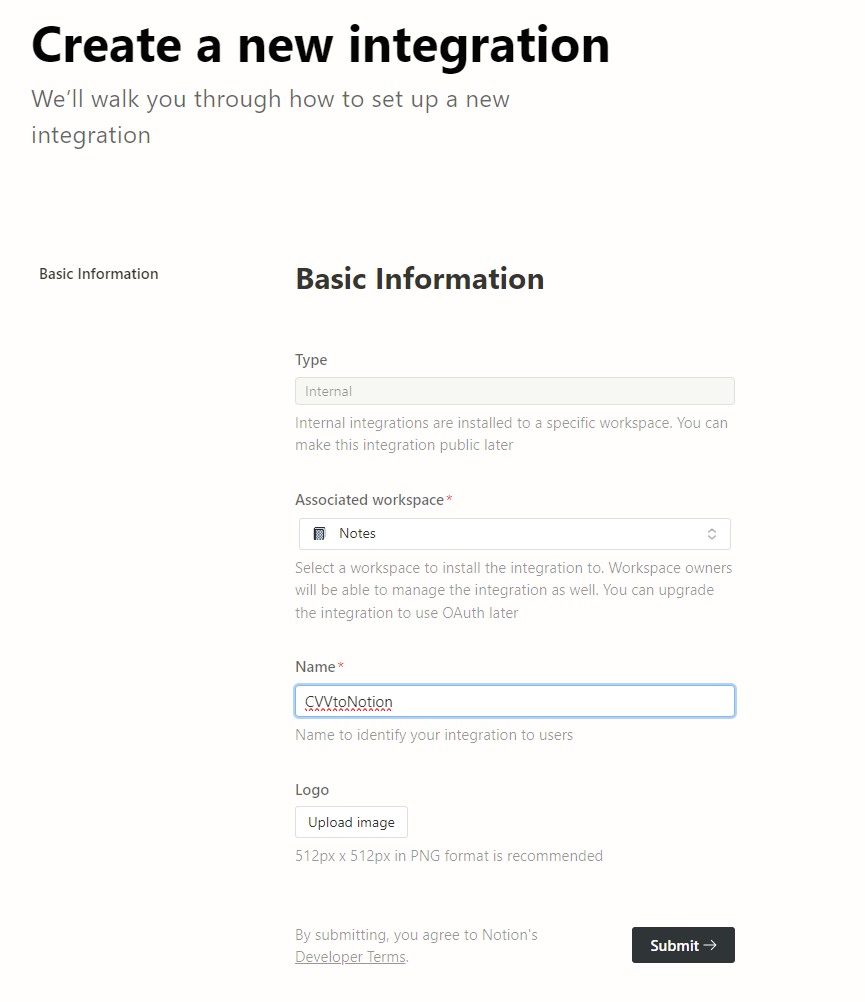 Create a new integration
We’ll walk you through how to set up a new
integration
Basic Information
Basic Information
Type
Internal
Internal integrations are installed to a specific workspace. You can
make this integration public later
Associated workspace*
Notes
Select a workspace to install the integration to. Workspace owners
will be able to manage the integration as well. You can upgrade
the integration to use OAuth later
Name*
CVVtoNotion
Name to identify your integration to users
Logo
Upload image
512px x 512px in PNG format is recommended
By submitting, you agree to Notion's
Developer Terms.
Submit →